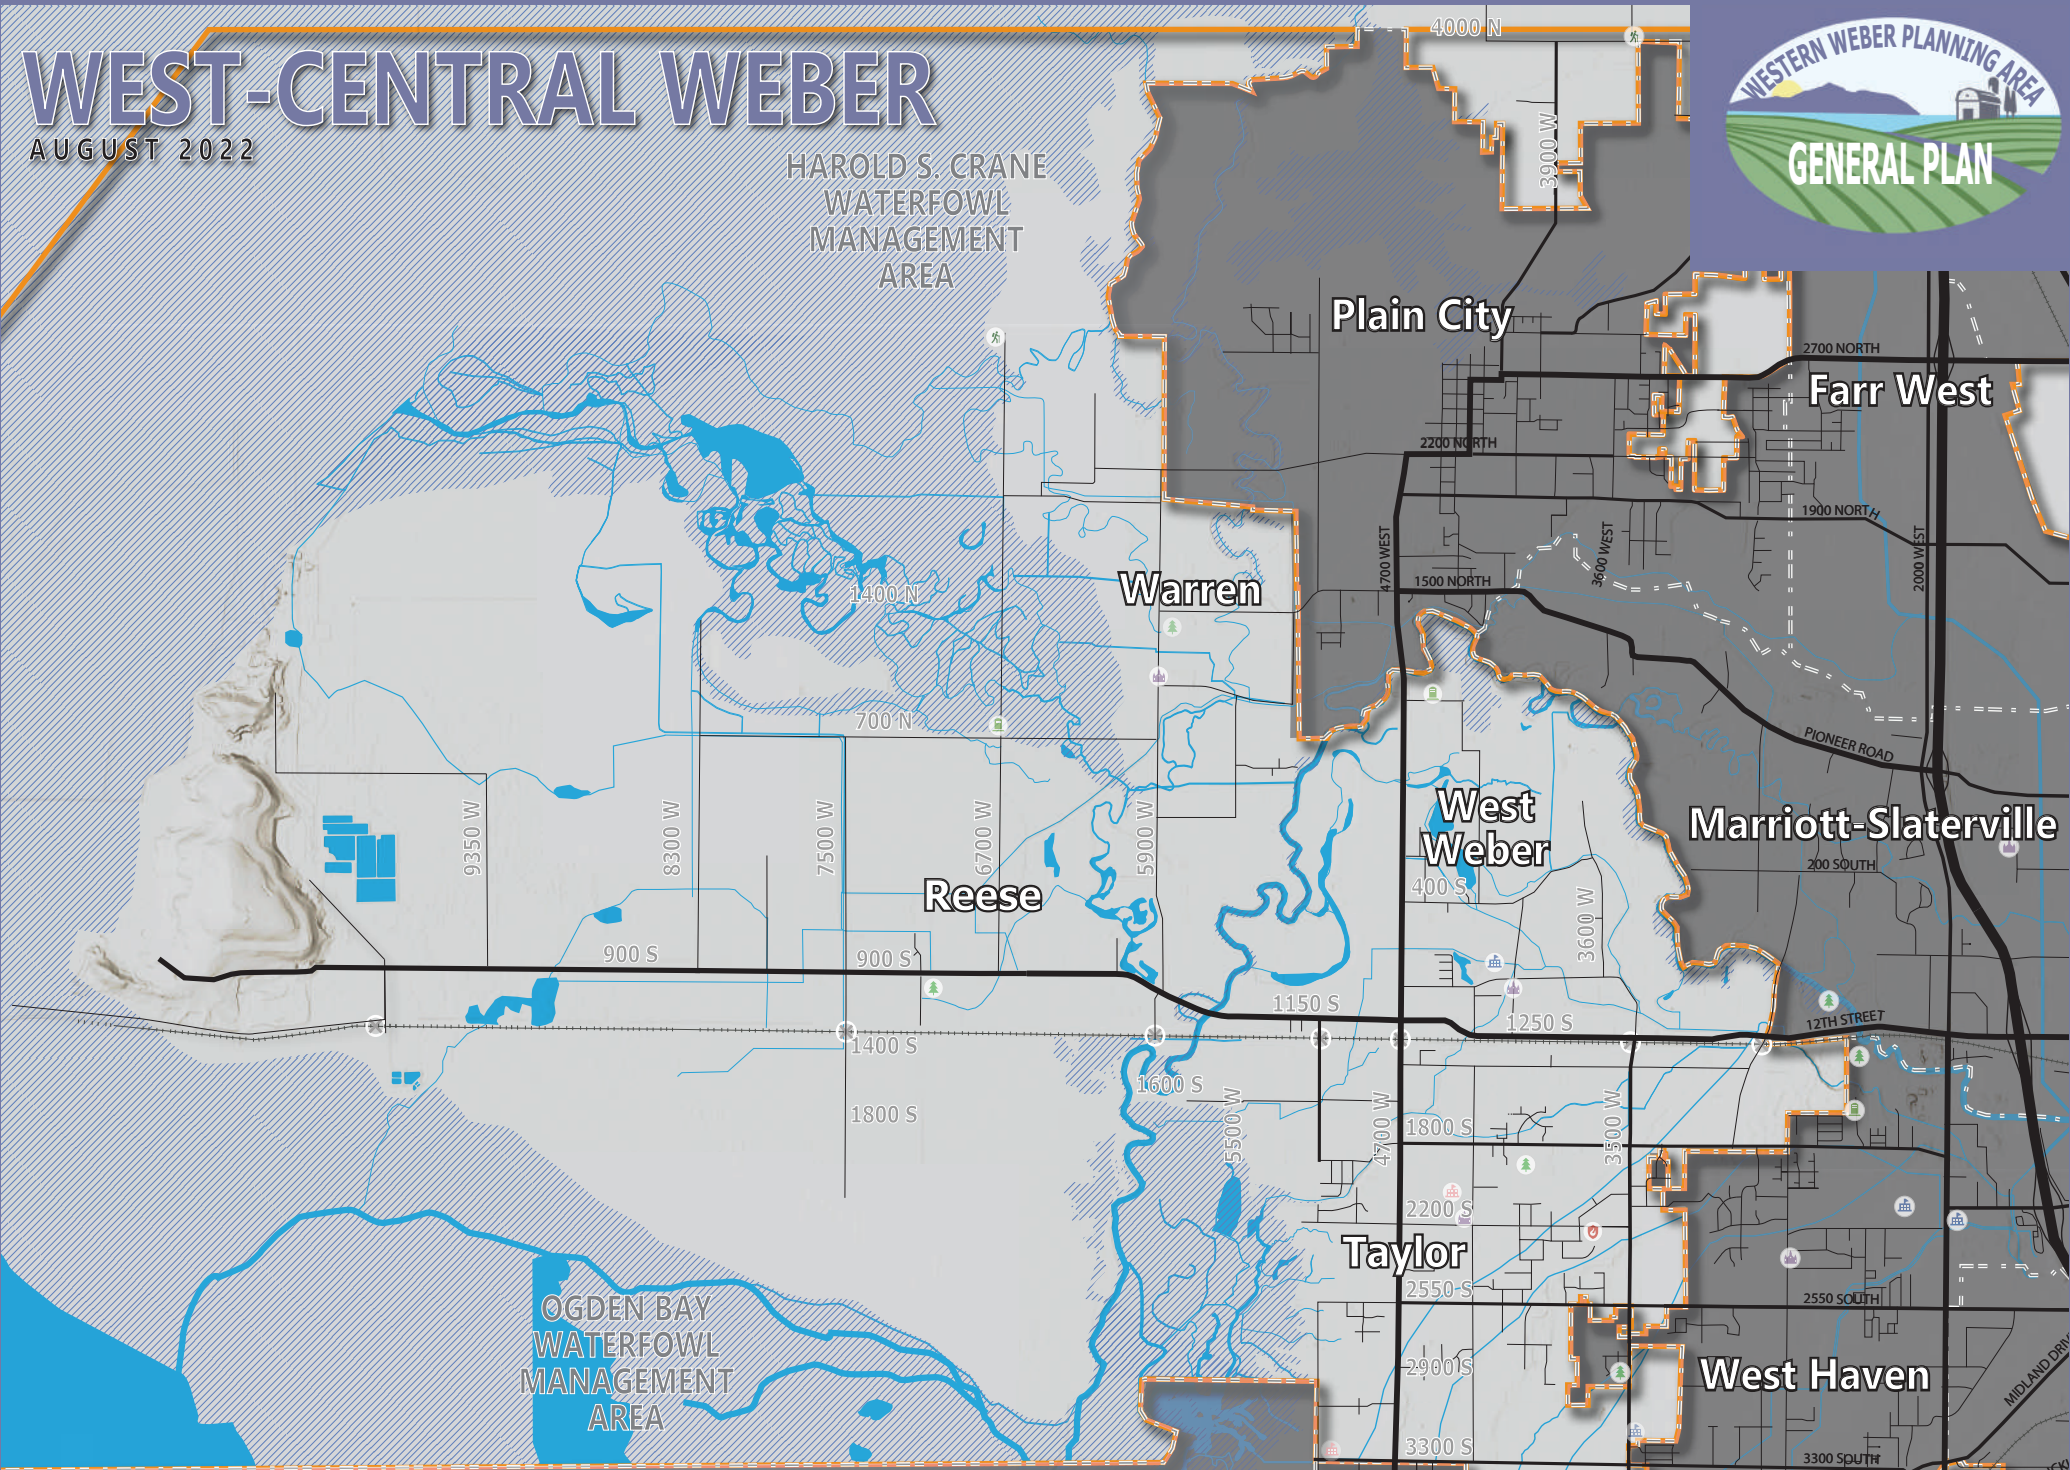 WEST-CENTRAL WEBER
AUGUST 2022
WESTERN WEBER PLANNING AREA
GENERAL PLAN
4000 N
3900 W
HAROLD S. CRANE
WATERFOWL
MANAGEMENT
AREA
Plain City
2700 NORTH
Farr West
2200 NORTH
1900 NORTH
4700 WEST
3600 WEST
2000 WEST
1500 NORTH
Warren
1400 N
700 N
PIONEER ROAD
9350 W
8300 W
7500 W
6700 W
5900 W
West
Weber
Marriott-Slaterville
200 SOUTH
400 S
3600 W
Reese
900 S
900 S
1150 S
1250 S
12TH STREET
1400 S
1600 S
1800 S
5500 W
4700 W
1800 S
3500 W
2200 S
Taylor
2550 S
2550 SOUTH
OGDEN BAY
WATERFOWL
MANAGEMENT
AREA
2900 S
West Haven
3300 S
3300 SOUTH